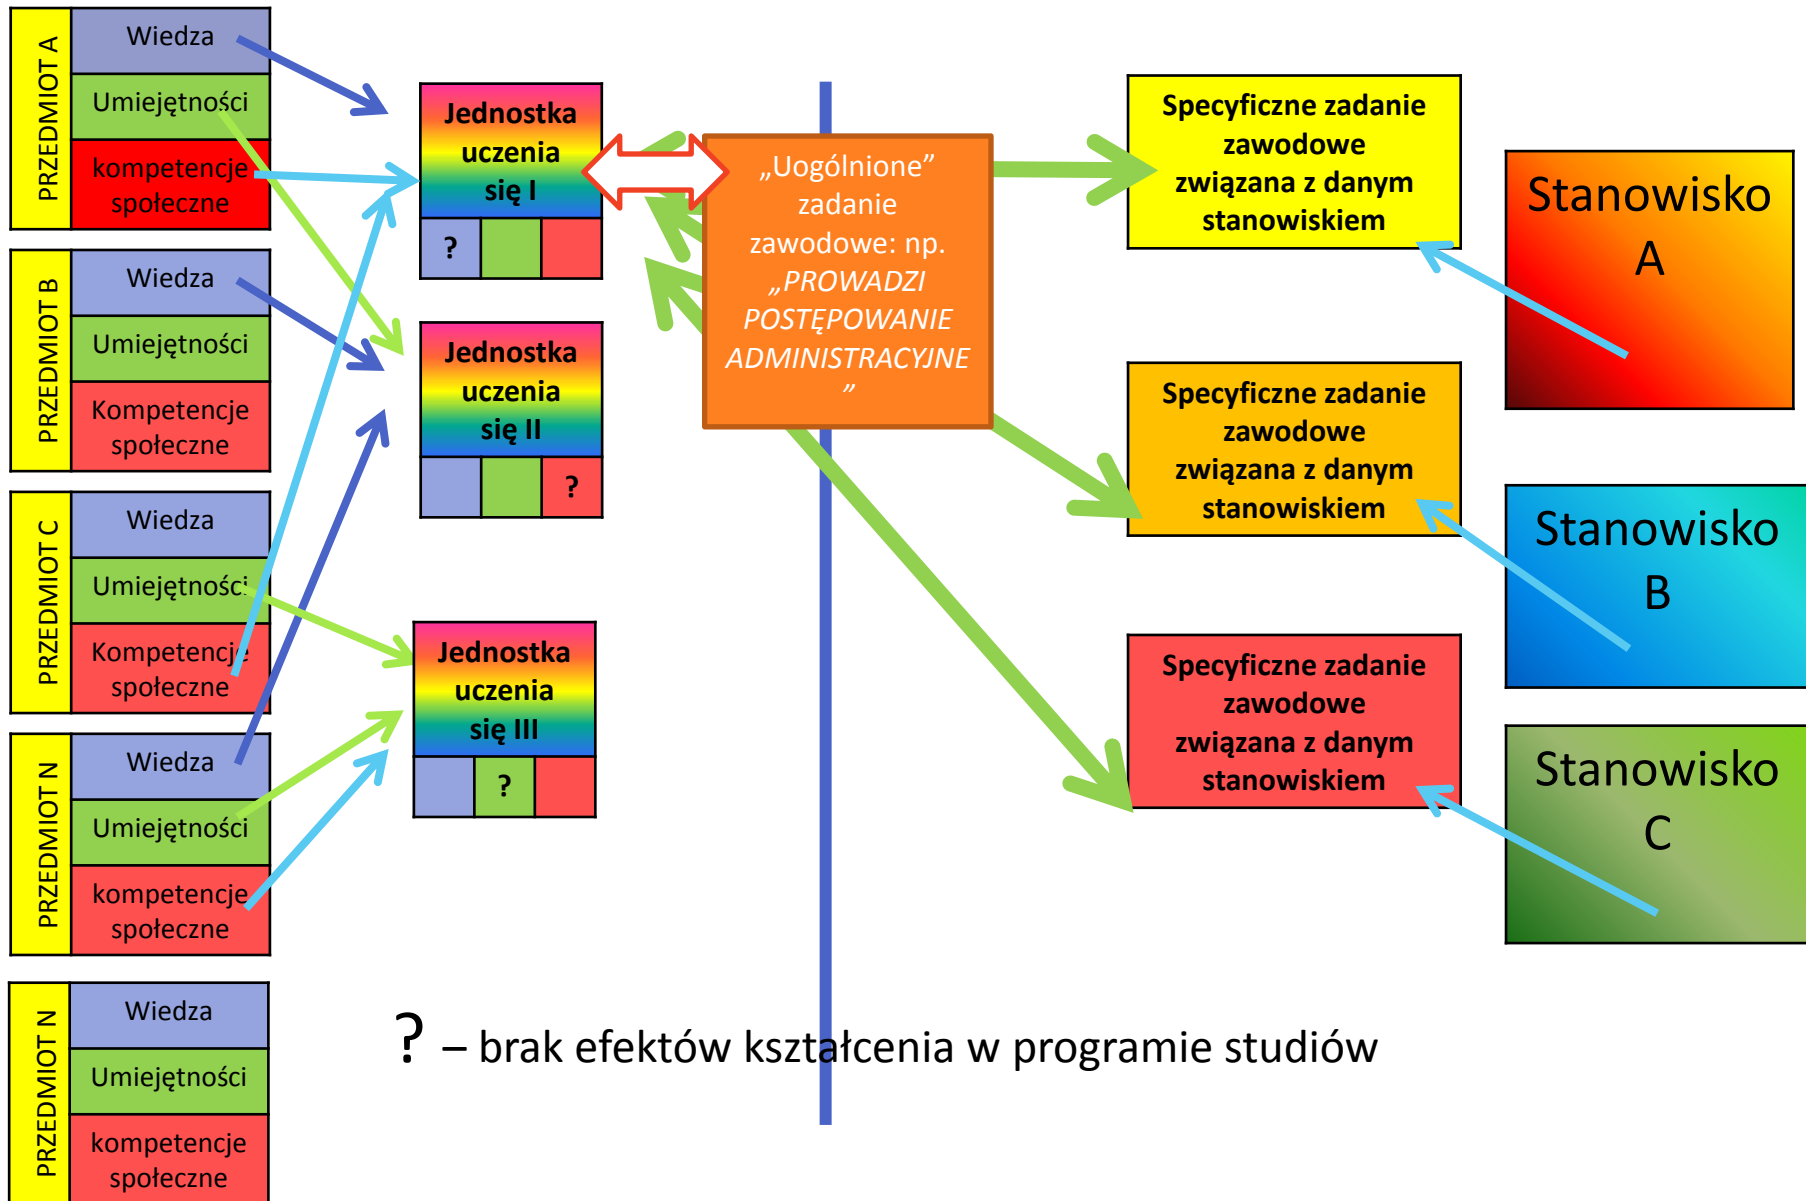 PRZEDMIOT A
Wiedza
Umiejętności
kompetencje
społeczne
PRZEDMIOT B
Wiedza
Umiejętności
Kompetencje
społeczne
PRZEDMIOT C
Wiedza
Umiejętności
Kompetencje
społeczne
PRZEDMIOT N
Wiedza
Umiejętności
kompetencje
społeczne
PRZEDMIOT N
Wiedza
Umiejętności
kompetencje
społeczne
Jednostka
uczenia
się I
?
Jednostka
uczenia
się II
?
Jednostka
uczenia
się III
?
„Uogólnione”
zadanie
zawodowe: np.
„PROWADZI
POSTĘPOWANIE
ADMINISTRACYJNE
”
Specyficzne zadanie
zawodowe
związana z danym
stanowiskiem
Specyficzne zadanie
zawodowe
związana z danym
stanowiskiem
Specyficzne zadanie
zawodowe
związana z danym
stanowiskiem
Stanowisko
A
Stanowisko
B
Stanowisko
C
? – brak efektów kształcenia w programie studiów